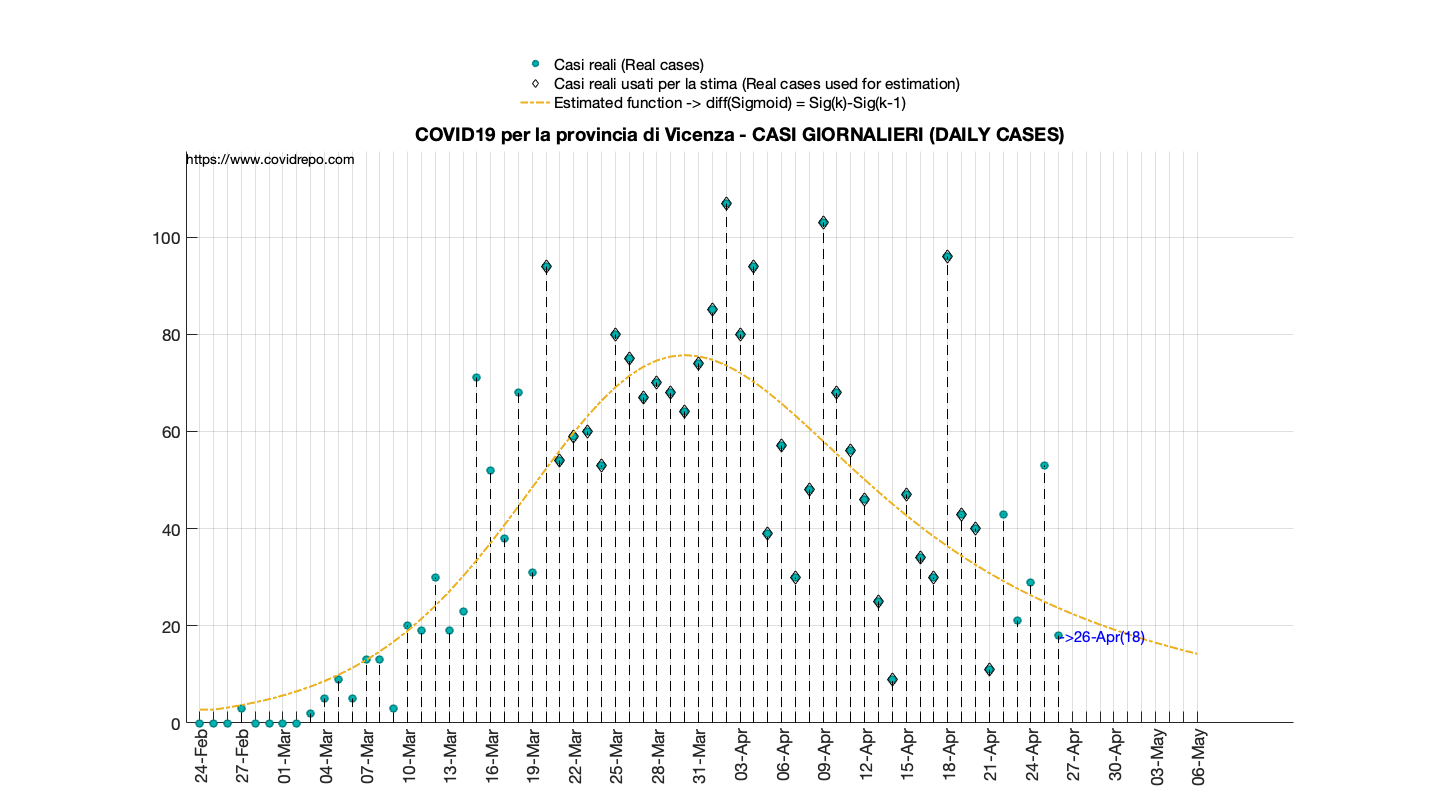 Casi reali (Real cases)
Casi reali usati per la stima (Real cases used for estimation)
Estimated function -> diff(Sigmoid) = Sig(k)-Sig(k-1)
COVID19 per la provincia di Vicenza - CASI GIORNALIERI (DAILY CASES)
https://www.covidrepo.com
100
80
60
40
20
0
->26-Apr(18)
24-Feb
27-Feb
01-Mar
04-Mar
07-Mar
10-Mar
13-Mar
16-Mar
19-Mar
22-Mar
25-Mar
28-Mar
31-Mar
03-Apr
06-Apr
09-Apr
12-Apr
15-Apr
18-Apr
21-Apr
24-Apr
27-Apr
30-Apr
03-May
06-May